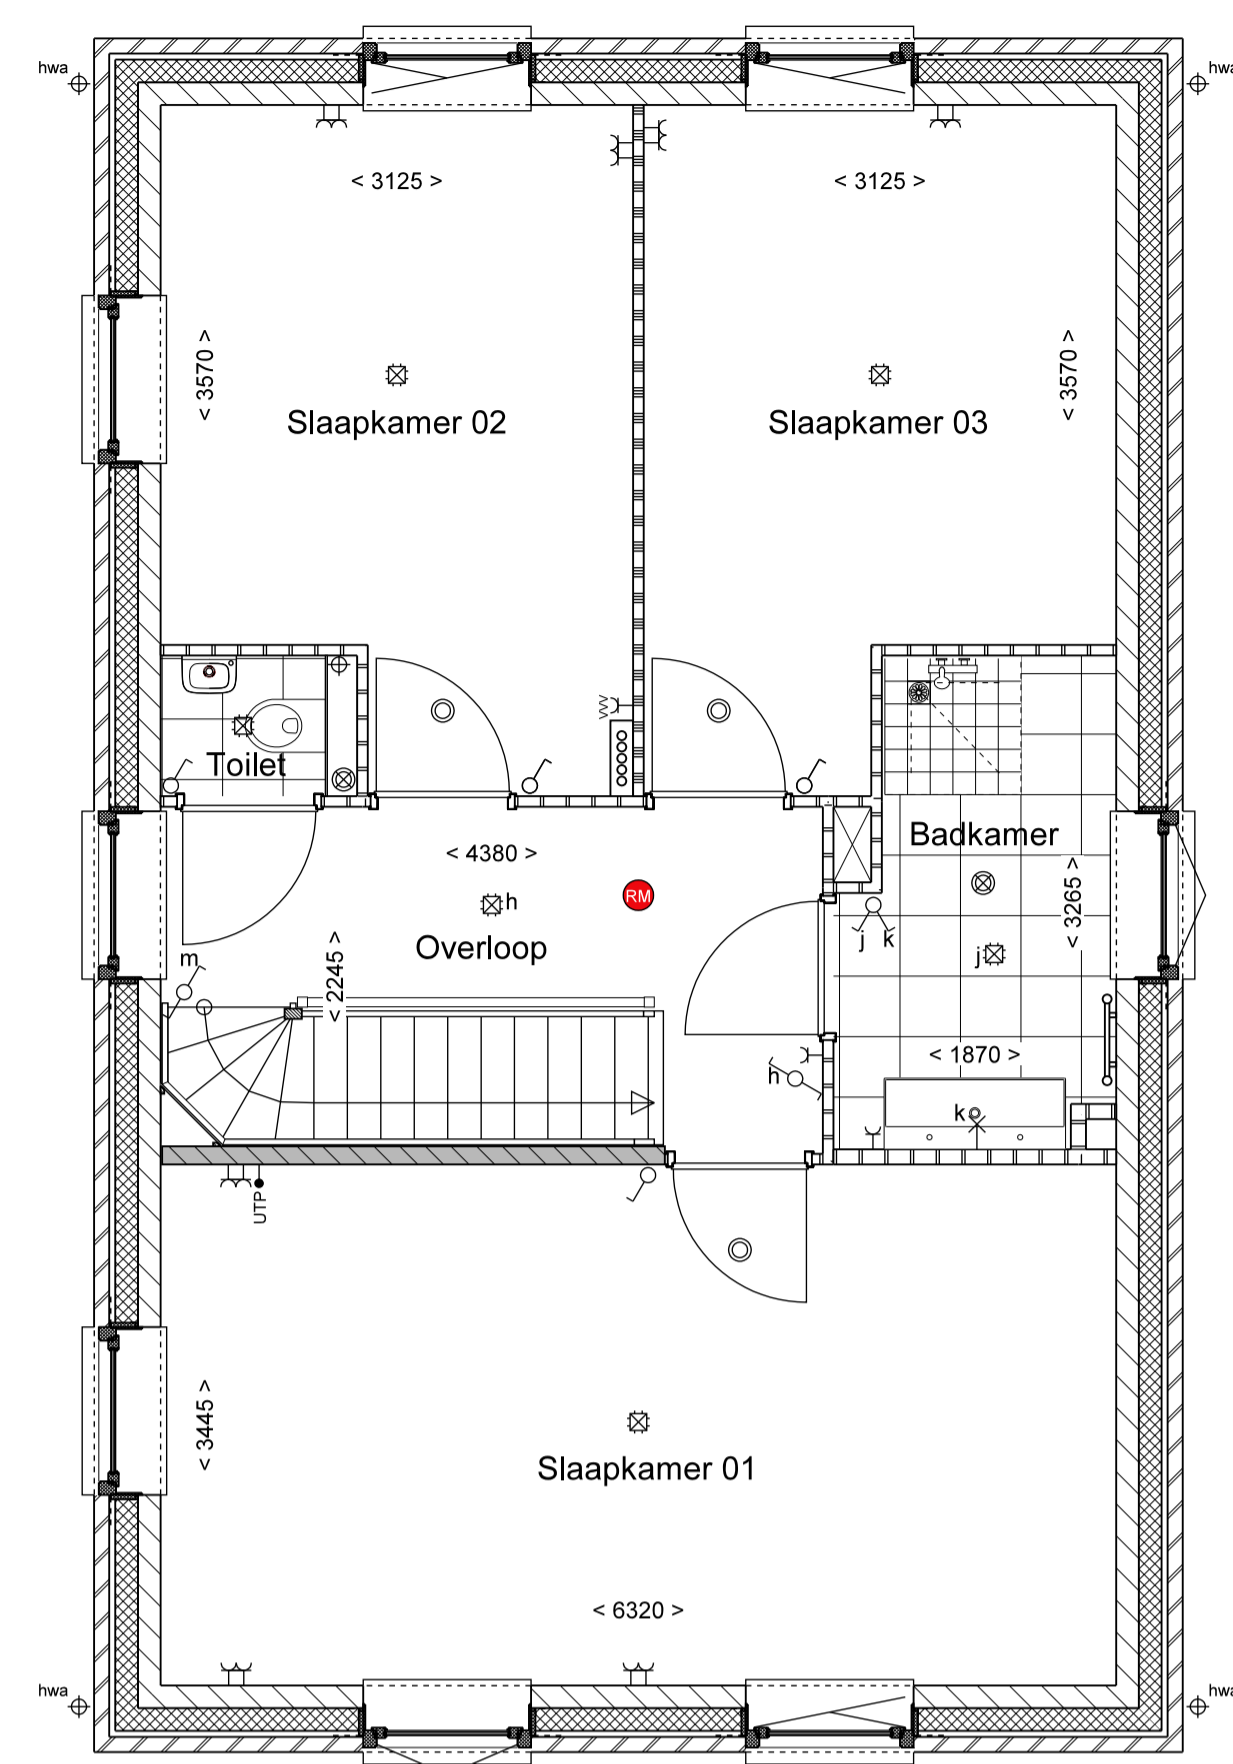 hwa
hwa
< 3125 >
< 3125 >
< 3570 >
< 3570 >
Slaapkamer 02
Slaapkamer 03
Toilet
Badkamer
< 4380 >
< 3265 >
RM
h
j k
j
Overloop
m
< 2245 >
< 1870 >
h
k
UTP
< 3445 >
Slaapkamer 01
< 6320 >
hwa
hwa